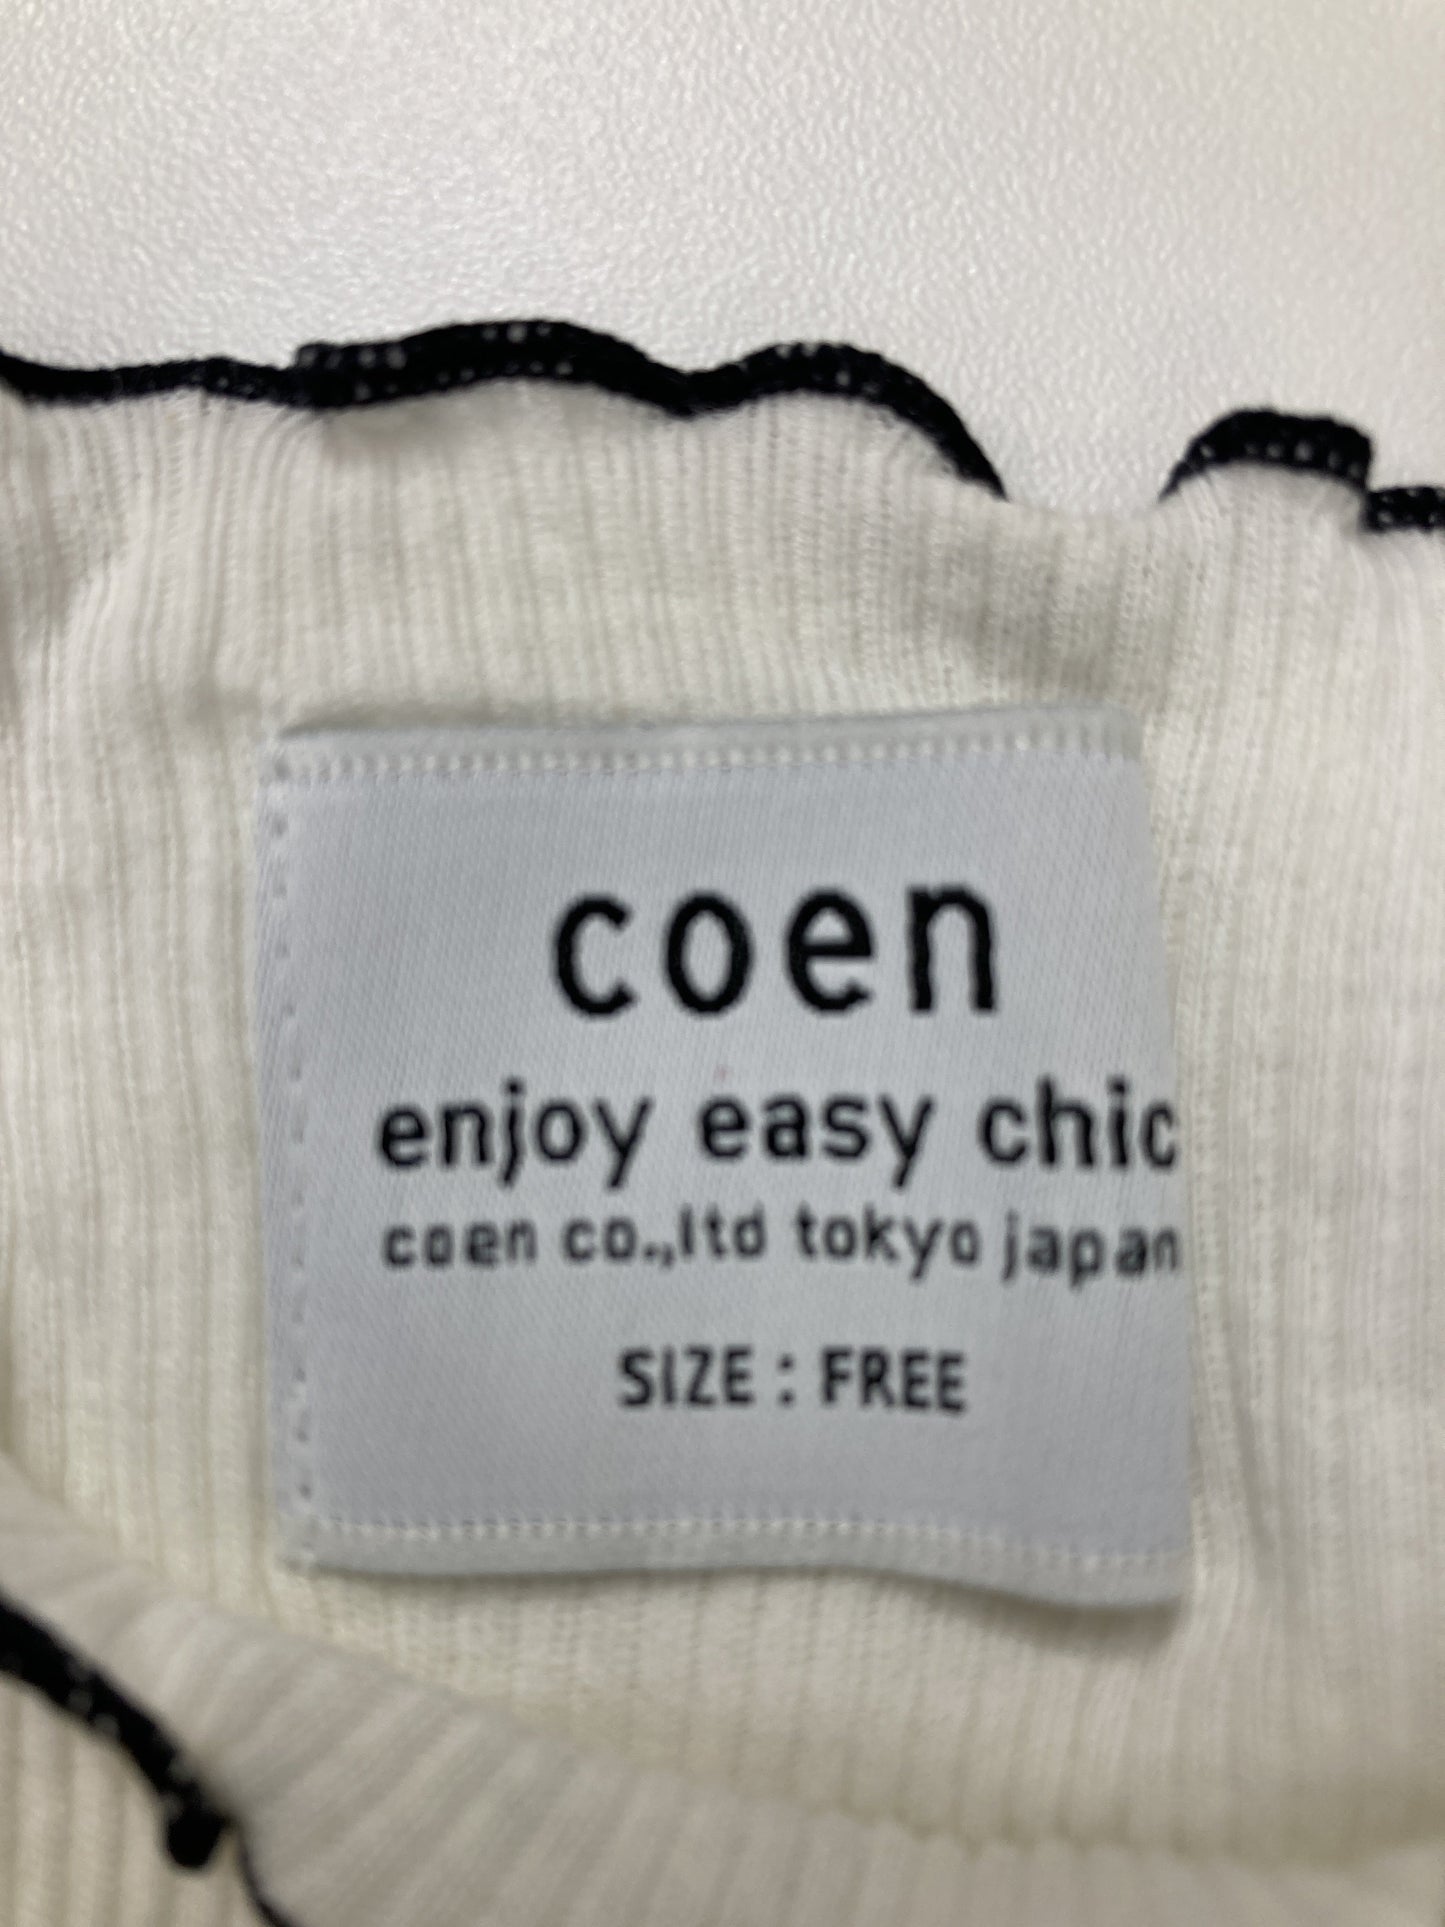 coen
enjoy easy chic
coen co.,ltd tokyo japan
SIZE : FREE